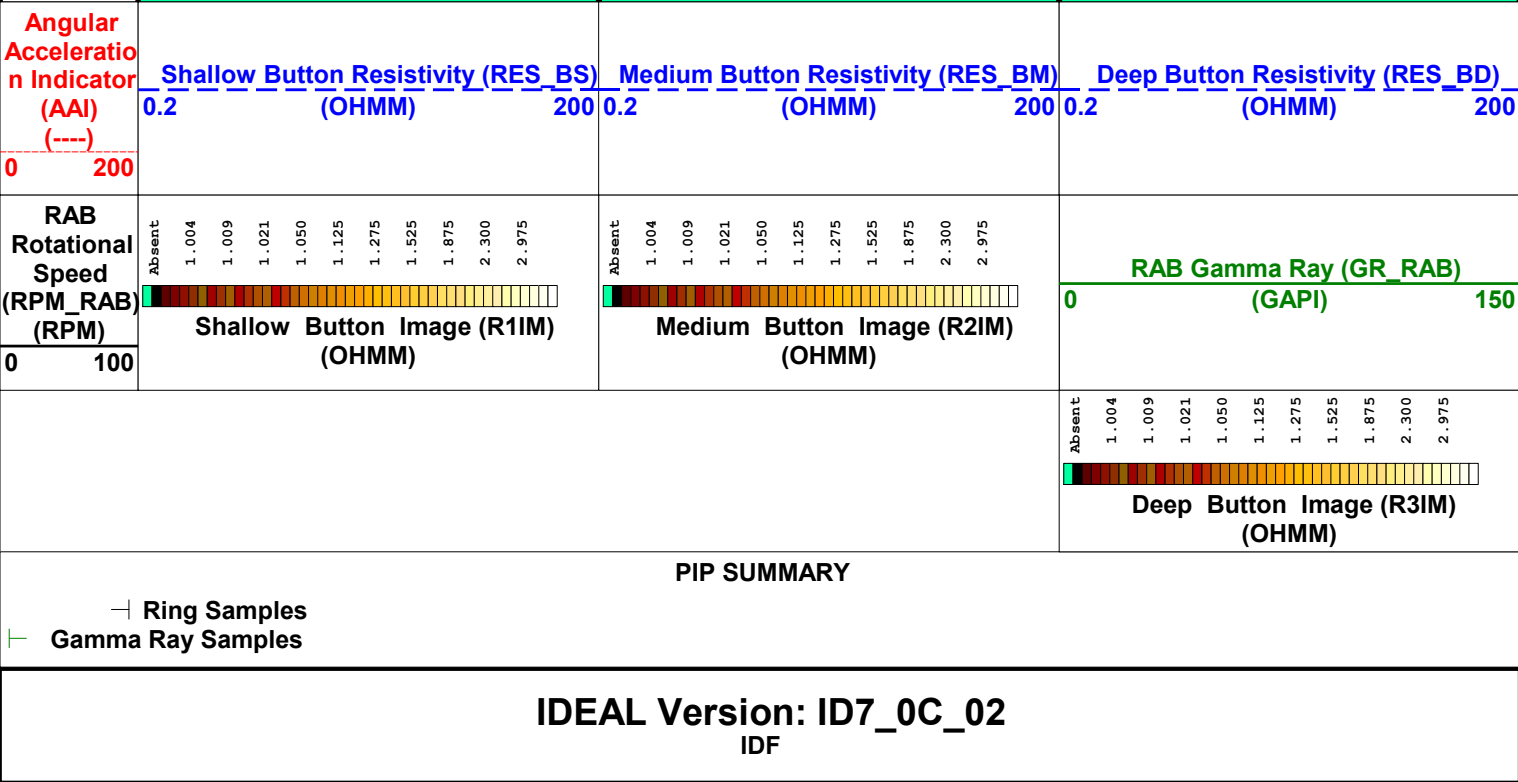 Angular
Acceleratio
n Indicator
(AAI)
(----)
0 200
Shallow Button Resistivity (RES_BS)
0.2 (OHMM) 200
Medium Button Resistivity (RES_BM)
0.2 (OHMM) 200
Deep Button Resistivity (RES_BD)
0.2 (OHMM) 200
RAB
Rotational
Speed
(RPM_RAB)
(RPM)
0 100
Absent 1.004 1.009 1.021 1.050 1.125 1.275 1.525 1.875 2.300 2.975
Shallow Button Image (R1IM)
(OHMM)
Absent 1.004 1.009 1.021 1.050 1.125 1.275 1.525 1.875 2.300 2.975
Medium Button Image (R2IM)
(OHMM)
RAB Gamma Ray (GR_RAB)
0 (GAPI) 150
Absent 1.004 1.009 1.021 1.050 1.125 1.275 1.525 1.875 2.300 2.975
Deep Button Image (R3IM)
(OHMM)
PIP SUMMARY
Ring Samples
Gamma Ray Samples
IDEAL Version: ID7_0C_02
IDF